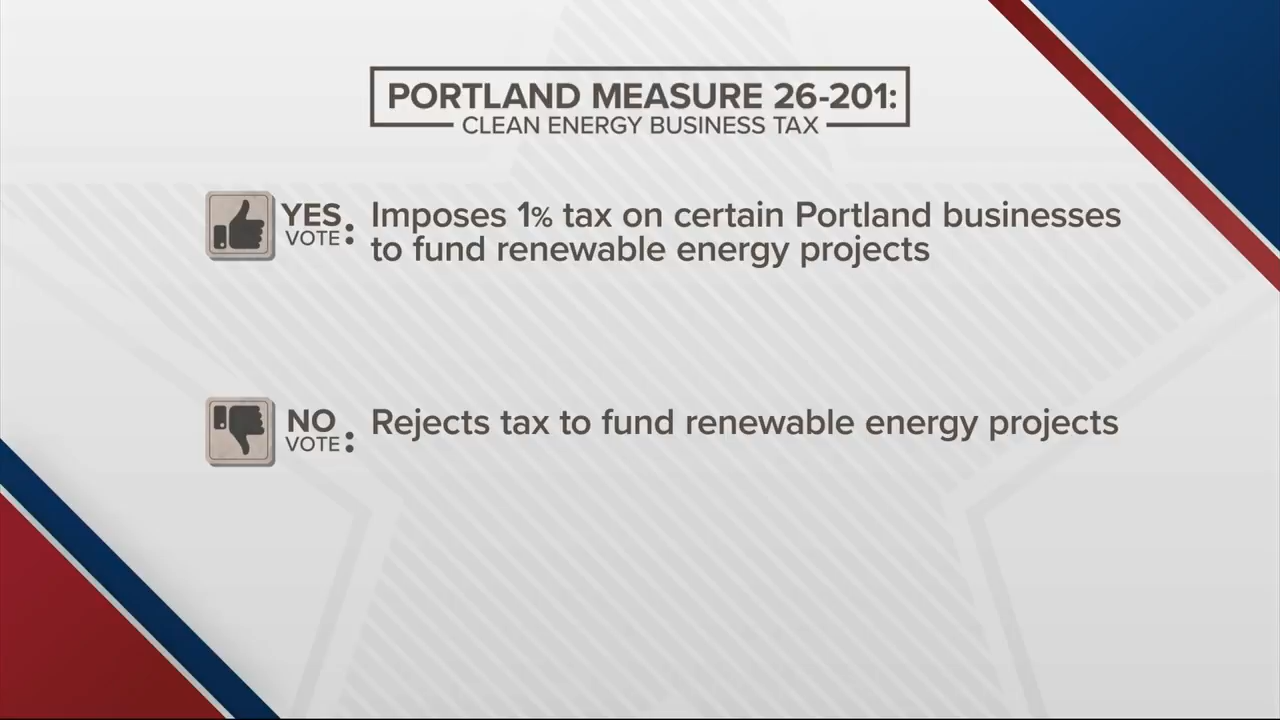 PORTLAND MEASURE 26-201:
CLEAN ENERGY BUSINESS TAX
YES VOTE: Imposes 1% tax on certain Portland businesses
to fund renewable energy projects
NO VOTE: Rejects tax to fund renewable energy projects